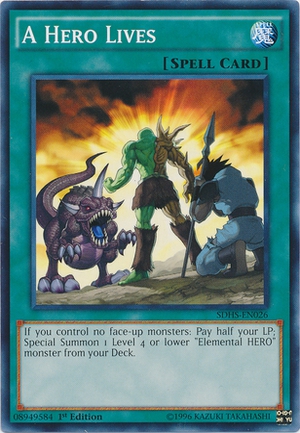 A Hero Lives
[SPELL CARD]
SDHS-EN026
If you control no face-up monsters: Pay half your LP;
Special Summon 1 Level 4 or lower "Elemental HERO"
monster from your Deck.
08949584 1st Edition ©1996 KAZUKI TAKAHASHI